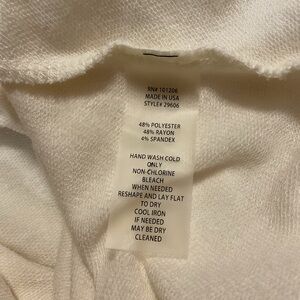 RN# 101206
MADE IN USA
STYLE# 29606
48% POLYESTER
48% RAYON
4% SPANDEX
HAND WASH COLD
ONLY
NON-CHLORINE
BLEACH
WHEN NEEDED
RESHAPE AND LAY FLAT
TO DRY
COOL IRON
IF NEEDED
MAY BE DRY
CLEANED